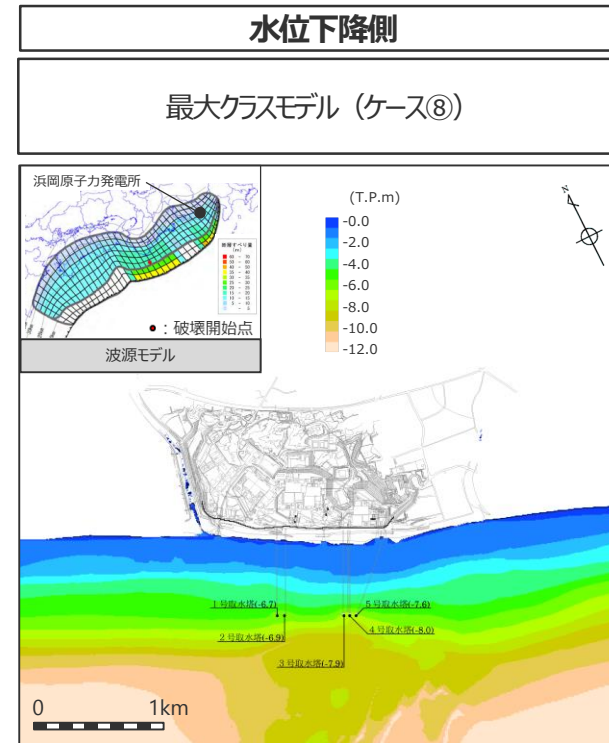 水位下降側
最大クラスモデル（ケース⑧）
浜岡原子力発電所
：破壊開始点
波源モデル
(T.P.m)
-0.0
-2.0
-4.0
-6.0
-8.0
-10.0
-12.0
N
1号取水塔(-6.7)
5号取水塔(-7.6)
2号取水塔(-6.9)
4号取水塔(-8.0)
3号取水塔(-7.9)
0 1km